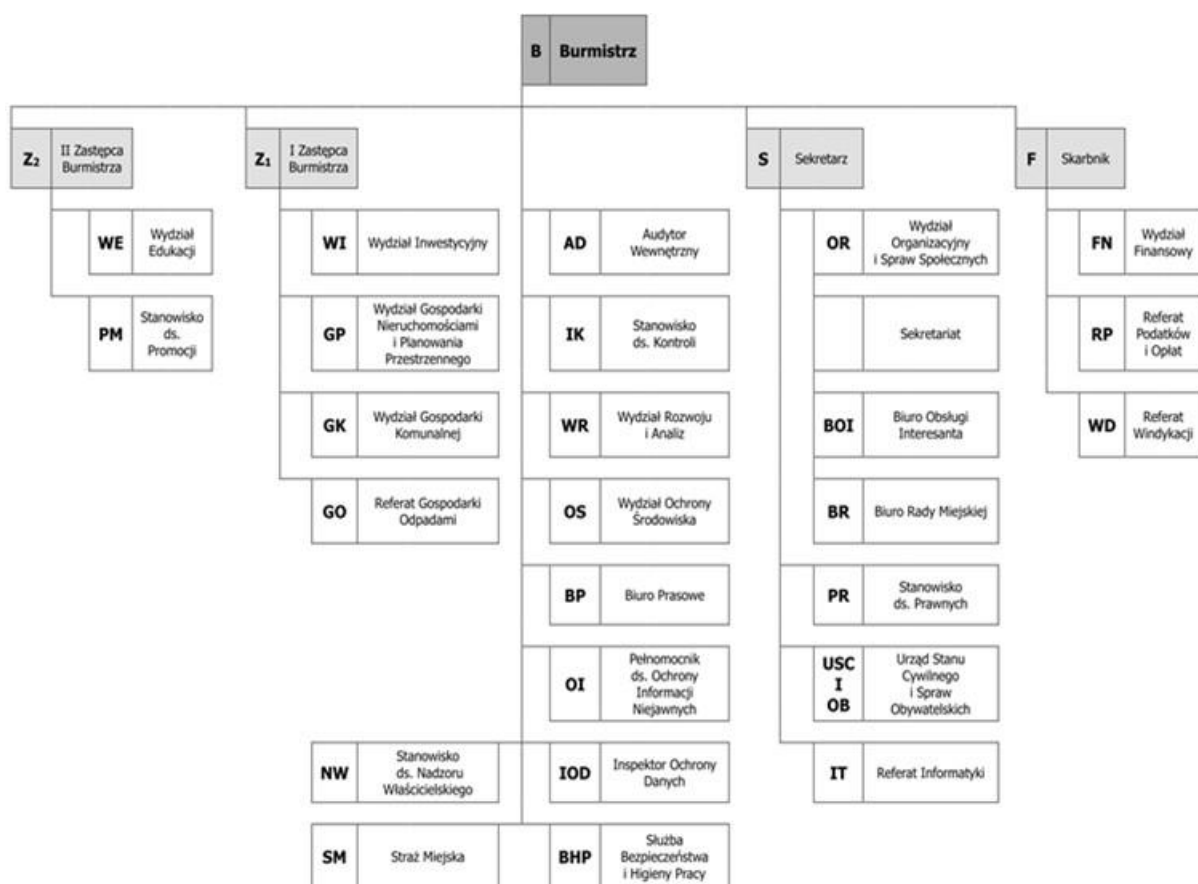 B Burmistrz
Z₂ II Zastępca
Burmistrza
Z₁ I Zastępca
Burmistrza
S Sekretarz
F Skarbnik
WE Wydział
Edukacji
PM Stanowisko
ds.
Promocji
WI Wydział Inwestycyjny
GP Wydział Gospodarki
Nieruchomościami
i Planowania
Przestrzennego
GK Wydział Gospodarki
Komunalnej
GO Referat Gospodarki
Odpadami
AD Audytor
Wewnętrzny
IK Stanowisko
ds. Kontroli
WR Wydział Rozwoju
i Analiz
OS Wydział Ochrony
Środowiska
BP Biuro Prasowe
OI Pełnomocnik
ds. Ochrony
Informacji
Niejawnych
NW Stanowisko
ds. Nadzoru
Właścicielskiego
IOD Inspektor Ochrony
Danych
SM Straż Miejska
BHP Służba
Bezpieczeństwa
i Higieny Pracy
OR Wydział
Organizacyjny
i Spraw Społecznych
Sekretariat
BOI Biuro Obsługi
Interesanta
BR Biuro Rady Miejskiej
PR Stanowisko
ds. Prawnych
USC
I
OB
Urząd Stanu
Cywilnego
i Spraw
Obywatelskich
IT Referat Informatyki
FN Wydział
Finansowy
RP Referat
Podatków
i Opłat
WD Referat
Windykacji